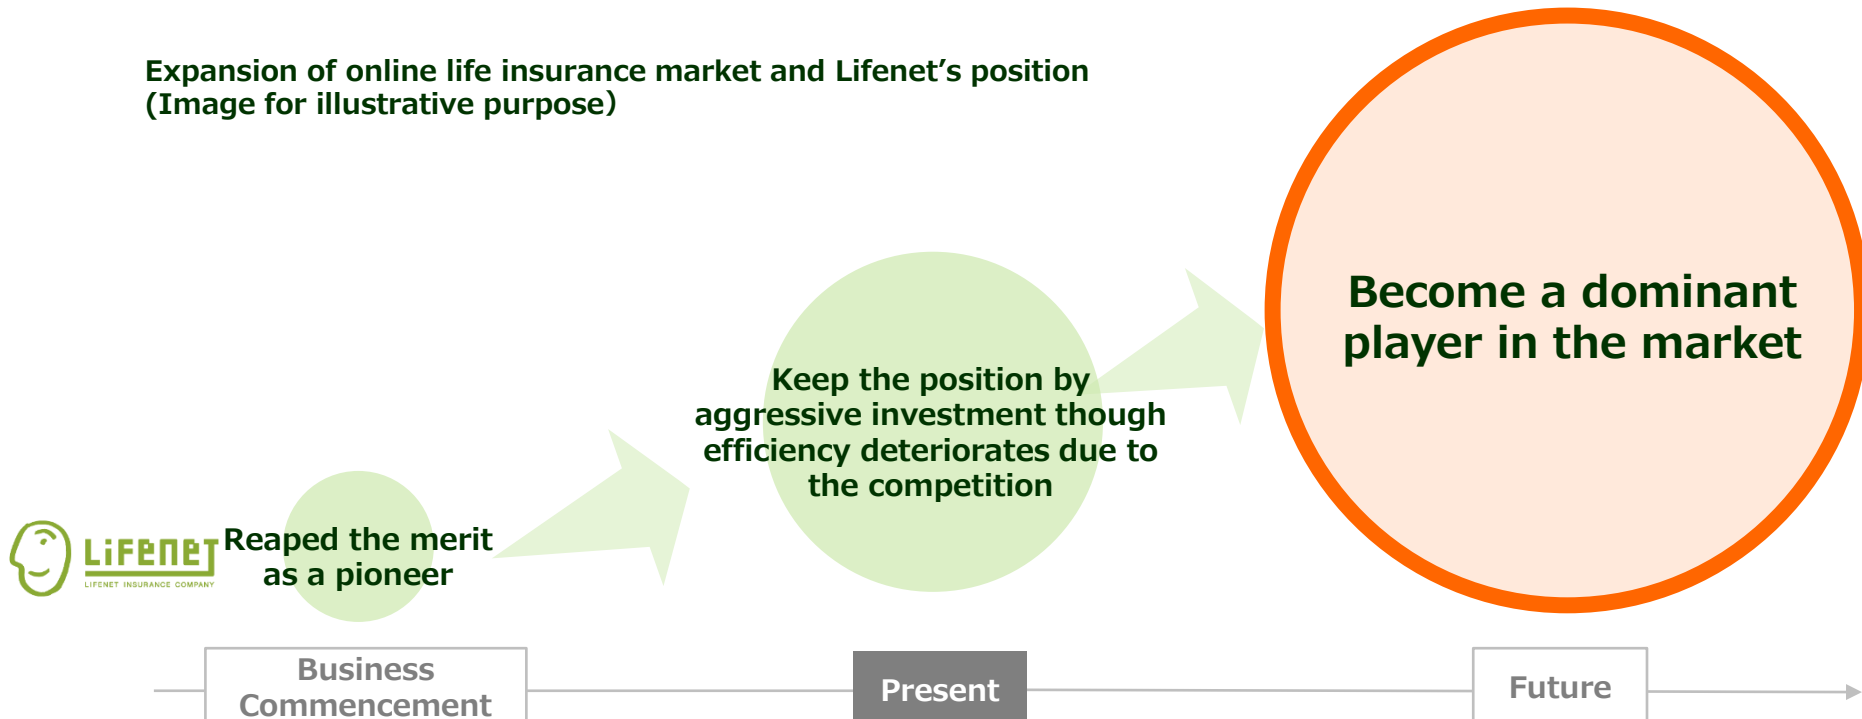 Expansion of online life insurance market and Lifenet’s position
(Image for illustrative purpose）
Become a dominant
player in the market
Keep the position by
aggressive investment though
efficiency deteriorates due to
the competition
LIFENET
LIFENET INSURANCE COMPANY
Reaped the merit
as a pioneer
Business
Commencement
Present
Future